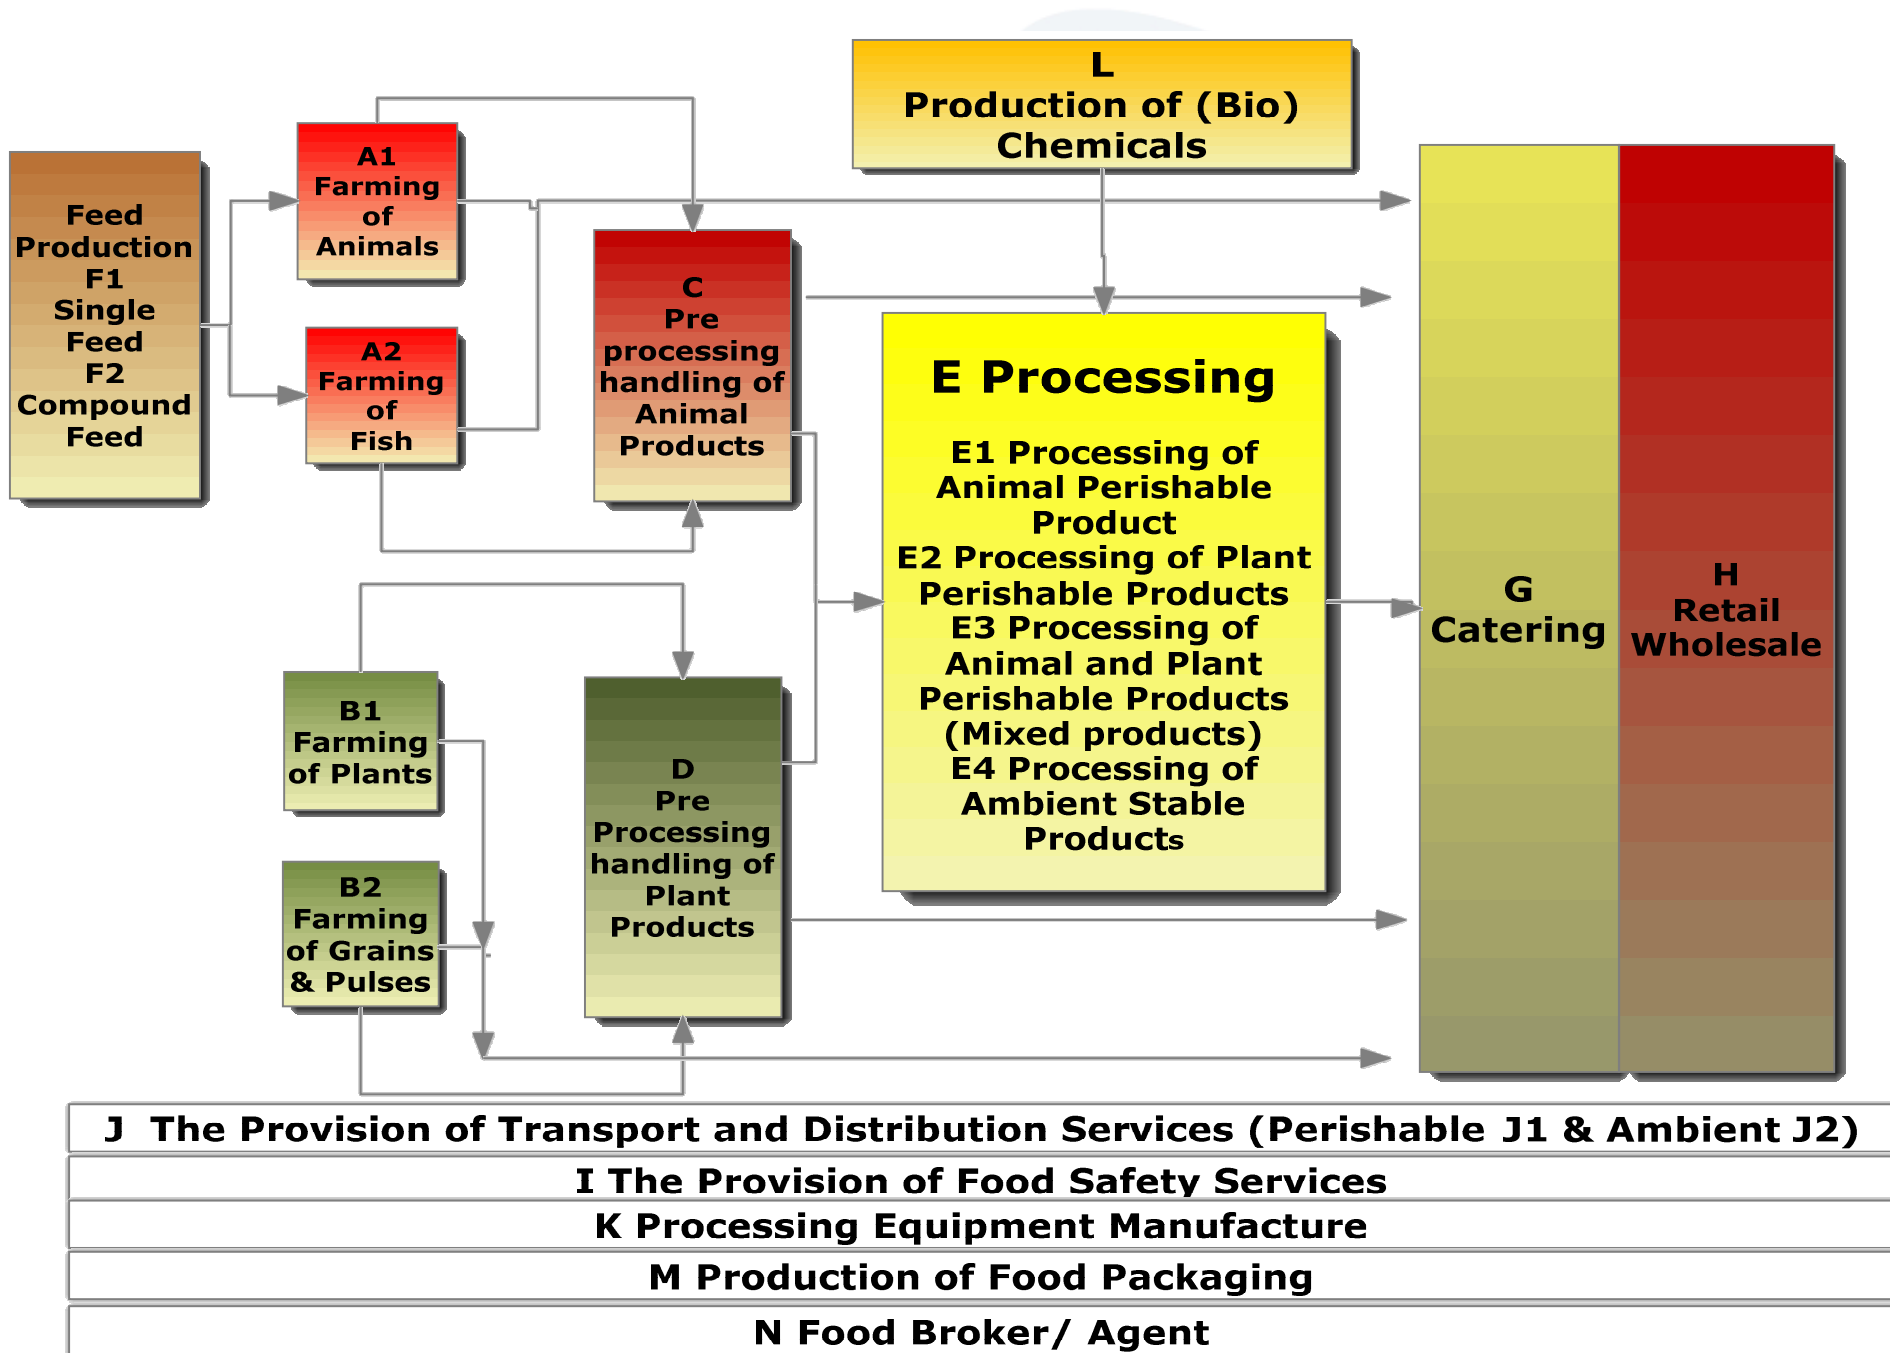 L
Production of (Bio)
Chemicals
Feed
Production
F1
Single
Feed
F2
Compound
Feed
A1
Farming
of
Animals
A2
Farming
of
Fish
C
Pre
processing
handling of
Animal
Products
B1
Farming
of Plants
B2
Farming
of Grains
& Pulses
D
Pre
Processing
handling of
Plant
Products
E Processing
E1 Processing of
Animal Perishable
Product
E2 Processing of Plant
Perishable Products
E3 Processing of
Animal and Plant
Perishable Products
(Mixed products)
E4 Processing of
Ambient Stable
Products
G
Catering
H
Retail
Wholesale
J The Provision of Transport and Distribution Services (Perishable J1 & Ambient J2)
I The Provision of Food Safety Services
K Processing Equipment Manufacture
M Production of Food Packaging
N Food Broker/ Agent